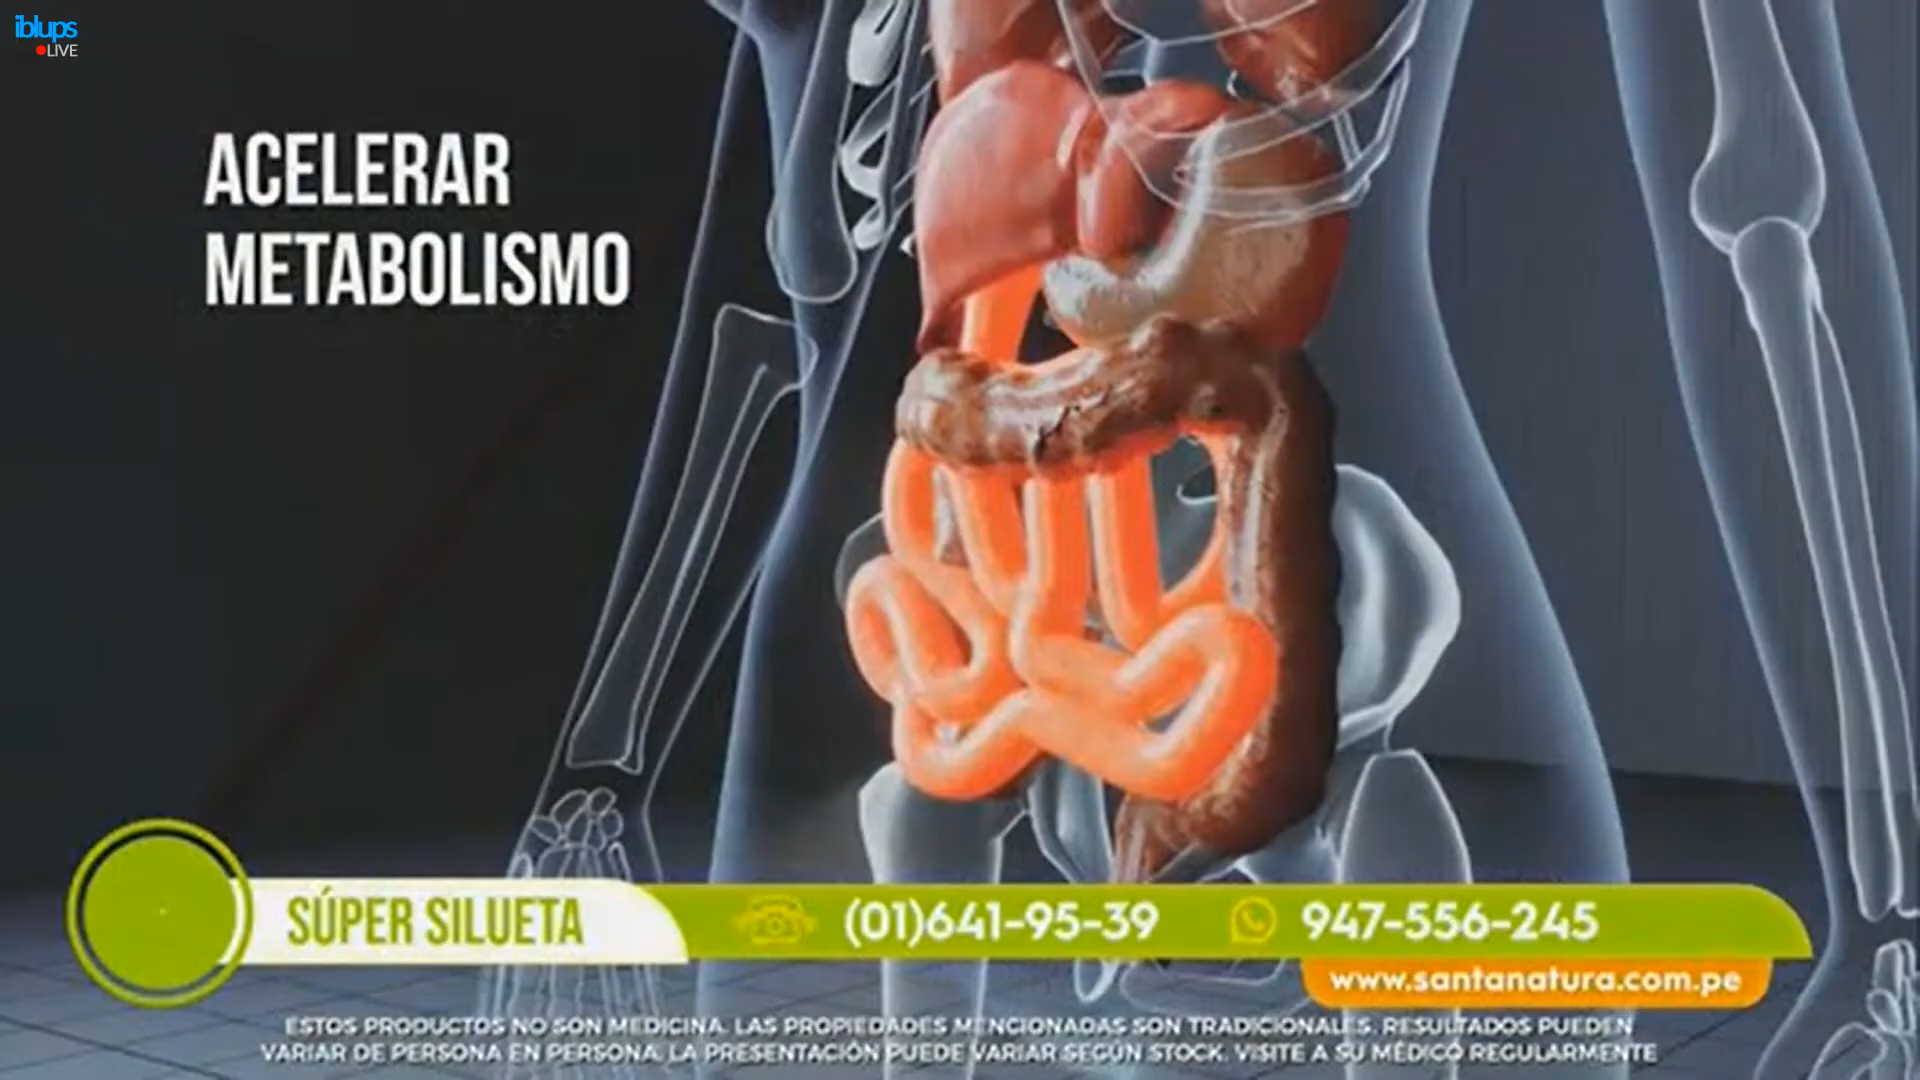 iblups
LIVE
ACELERAR
METABOLISMO
SÚPER SILUETA
(01)641-95-39
947-556-245
www.santanatura.com.pe
ESTOS PRODUCTOS NO SON MEDICINA. LAS PROPIEDADES MENCIONADAS SON TRADICIONALES. RESULTADOS PUEDEN
VARIAR DE PERSONA EN PERSONA. LA PRESENTACIÓN PUEDE VARIAR SEGÚN STOCK. VISITE A SU MÉDICO REGULARMENTE